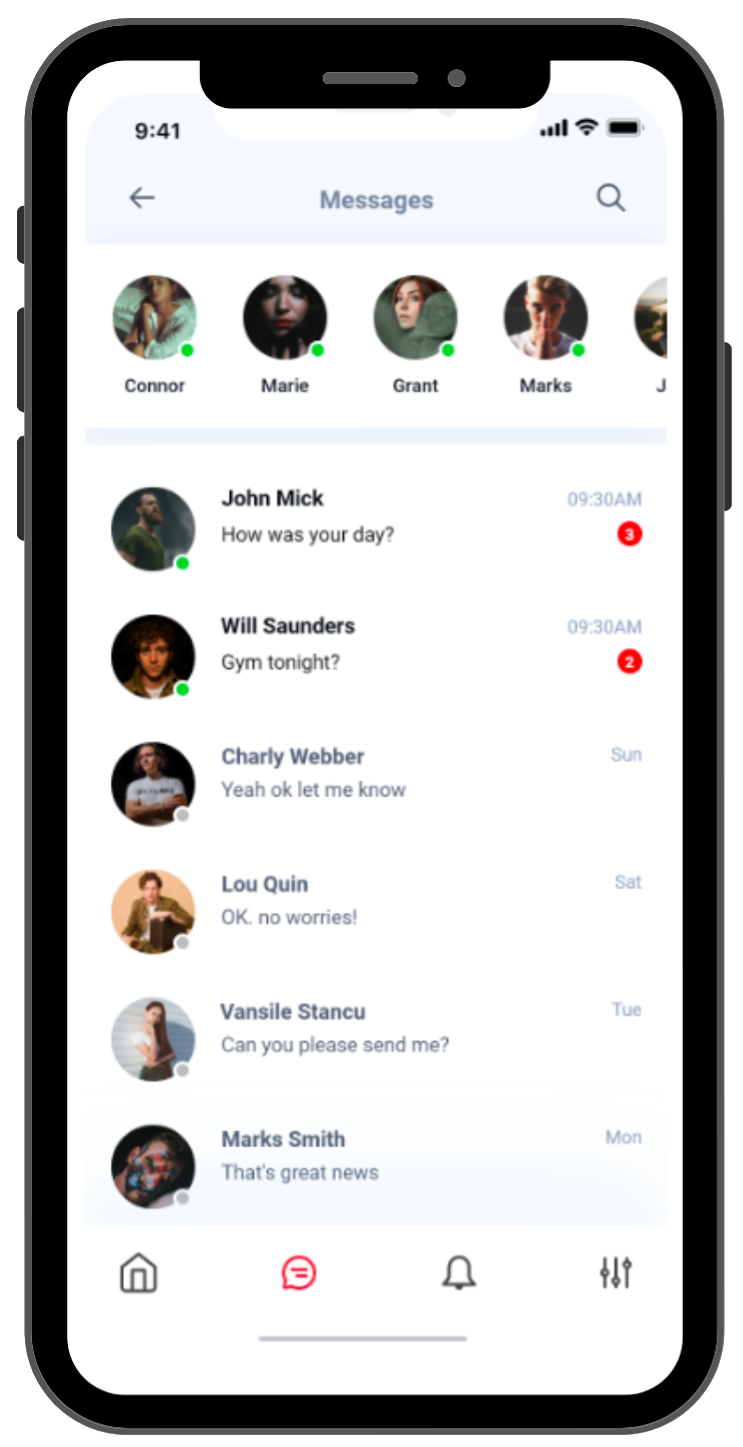 9:41
Messages
Connor Marie Grant Marks J
John Mick 09:30AM
How was your day? 3
Will Saunders 09:30AM
Gym tonight? 2
Charly Webber Sun
Yeah ok let me know
Lou Quin Sat
OK. no worries!
Vansile Stancu Tue
Can you please send me?
Marks Smith Mon
That's great news